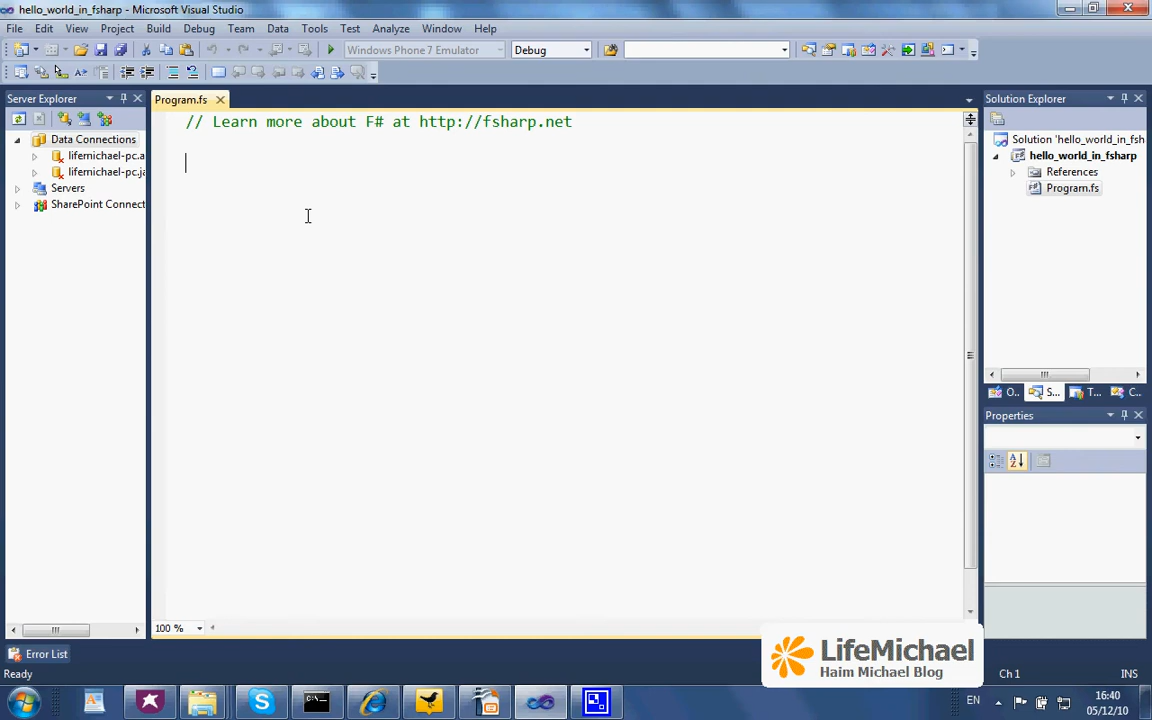 hello_world_in_fsharp - Microsoft Visual Studio
File Edit View Project Build Debug Team Data Tools Test Analyze Window Help
Windows Phone 7 Emulator Debug
Server Explorer
Program.fs
Solution Explorer
// Learn more about F# at http://fsharp.net
Data Connections
lifemichael-pc.a
lifemichael-pc.ja
Servers
SharePoint Connect
Solution 'hello_world_in_fsh
hello_world_in_fsharp
References
Program.fs
O... S... T... C...
Properties
100 %
Error List
LifeMichael
Haim Michael Blog
Ready
Ch 1
INS
EN
16:40
05/12/10